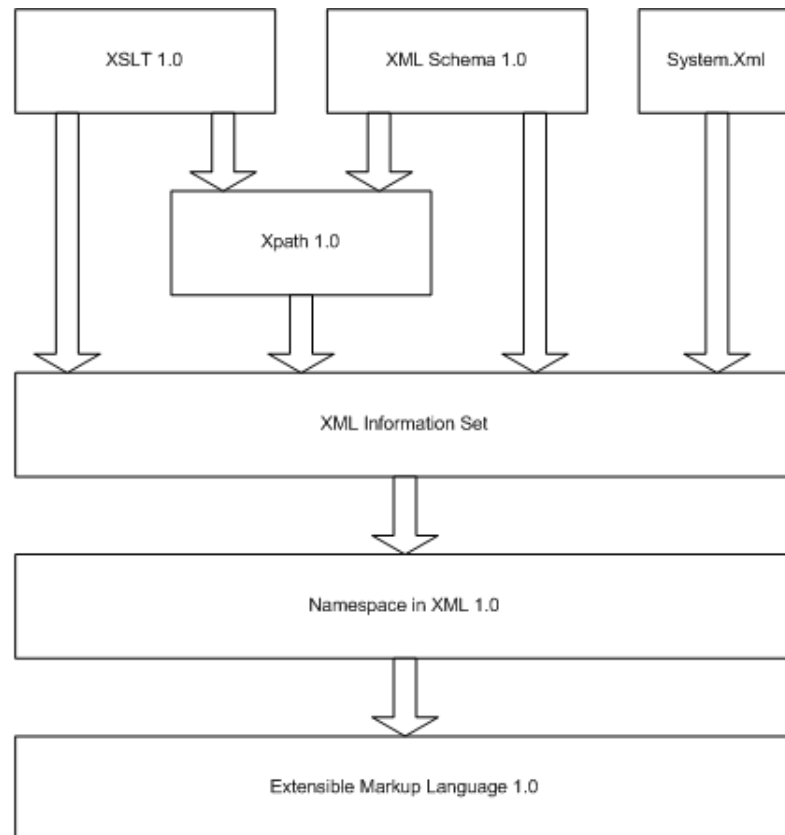 XSLT 1.0
XML Schema 1.0
System.Xml
Xpath 1.0
XML Information Set
Namespace in XML 1.0
Extensible Markup Language 1.0